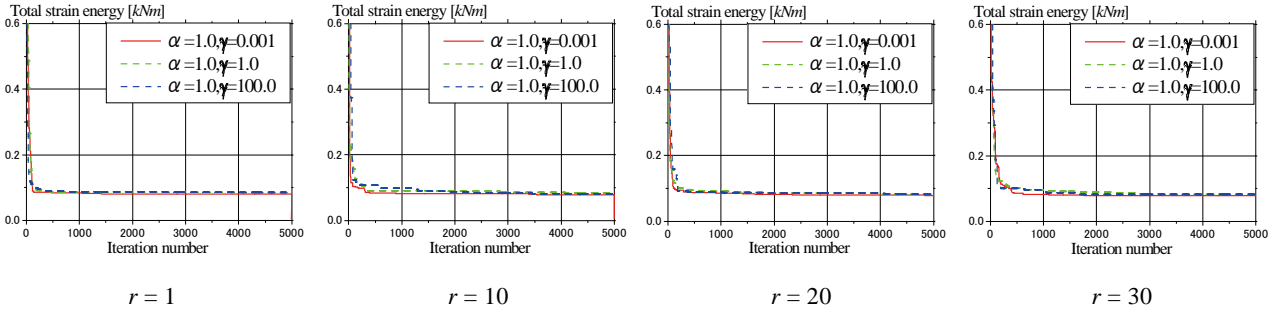 Total strain energy [kNm]
0.6
0.4
0.2
0.0
α=1.0,γ=0.001
α=1.0,γ=1.0
α=1.0,γ=100.0
0 1000 2000 3000 4000 5000
Iteration number
r = 1
Total strain energy [kNm]
0.6
0.4
0.2
0.0
α=1.0,γ=0.001
α=1.0,γ=1.0
α=1.0,γ=100.0
0 1000 2000 3000 4000 5000
Iteration number
r = 10
Total strain energy [kNm]
0.6
0.4
0.2
0.0
α=1.0,γ=0.001
α=1.0,γ=1.0
α=1.0,γ=100.0
0 1000 2000 3000 4000 5000
Iteration number
r = 20
Total strain energy [kNm]
0.6
0.4
0.2
0.0
α=1.0,γ=0.001
α=1.0,γ=1.0
α=1.0,γ=100.0
0 1000 2000 3000 4000 5000
Iteration number
r = 30